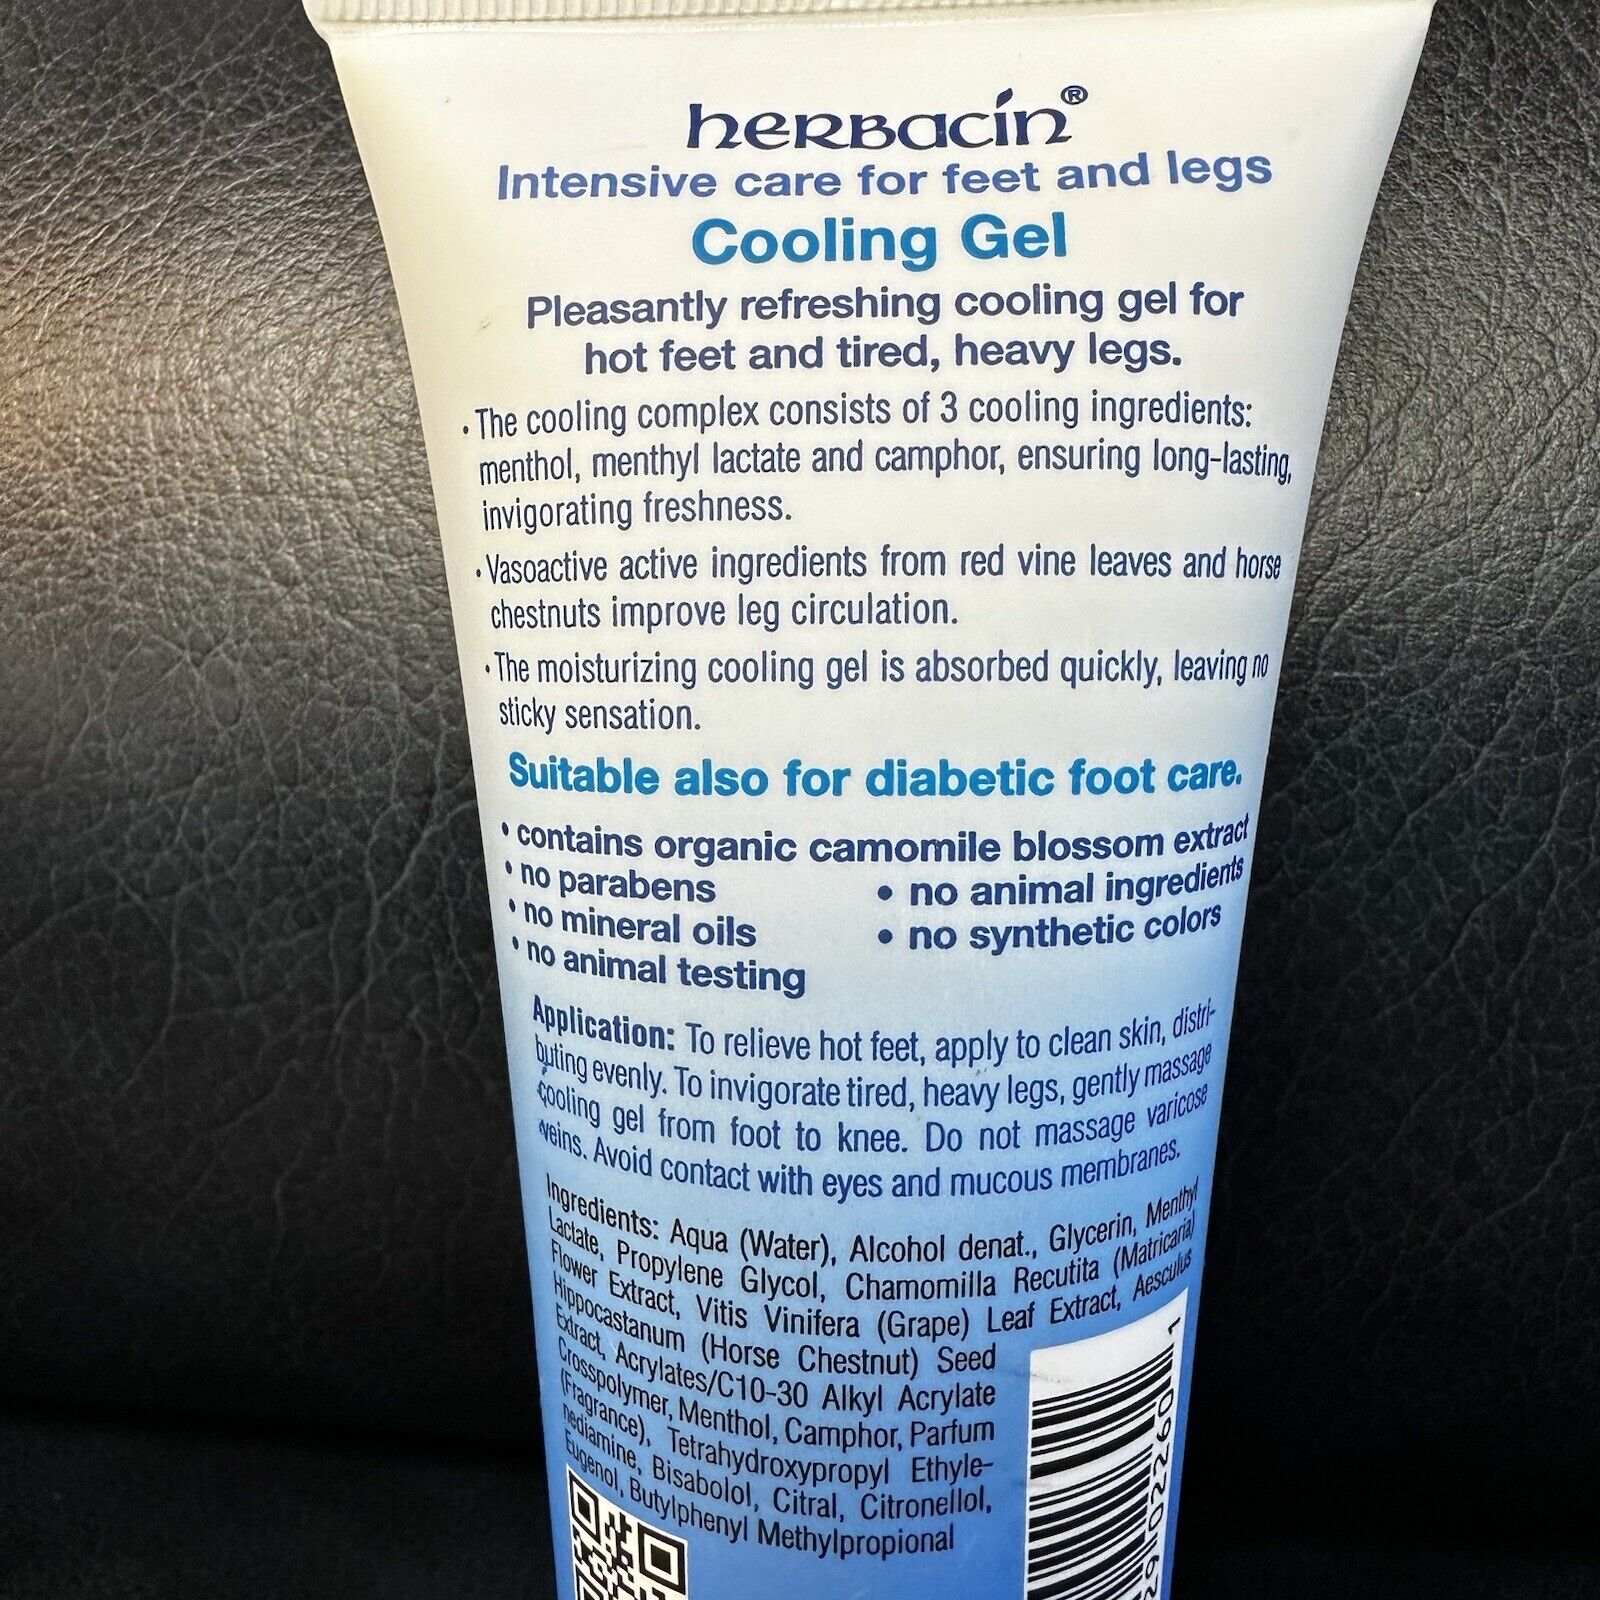 herbacin®
Intensive care for feet and legs
Cooling Gel
Pleasantly refreshing cooling gel for
hot feet and tired, heavy legs.
• The cooling complex consists of 3 cooling ingredients:
menthol, menthyl lactate and camphor, ensuring long-lasting,
invigorating freshness.
• Vasoactive active ingredients from red vine leaves and horse
chestnuts improve leg circulation.
• The moisturizing cooling gel is absorbed quickly, leaving no
sticky sensation.
Suitable also for diabetic foot care.
• contains organic camomile blossom extract
• no parabens • no animal ingredients
• no mineral oils • no synthetic colors
• no animal testing
Application: To relieve hot feet, apply to clean skin, distri-
buting evenly. To invigorate tired, heavy legs, gently massage
cooling gel from foot to knee. Do not massage varicose
veins. Avoid contact with eyes and mucous membranes.
Ingredients: Aqua (Water), Alcohol denat., Glycerin, Menthyl
Lactate, Propylene Glycol, Chamomilla Recutita (Matricaria)
Flower Extract, Vitis Vinifera (Grape) Leaf Extract, Aesculus
Hippocastanum (Horse Chestnut) Seed
Extract, Acrylates/C10-30 Alkyl Acrylate
Crosspolymer, Menthol, Camphor, Parfum
(Fragrance), Tetrahydroxypropyl Ethyle-
nediamine, Bisabolol, Citral, Citronellol,
Eugenol, Butylphenyl Methylpropional
29 02260 1